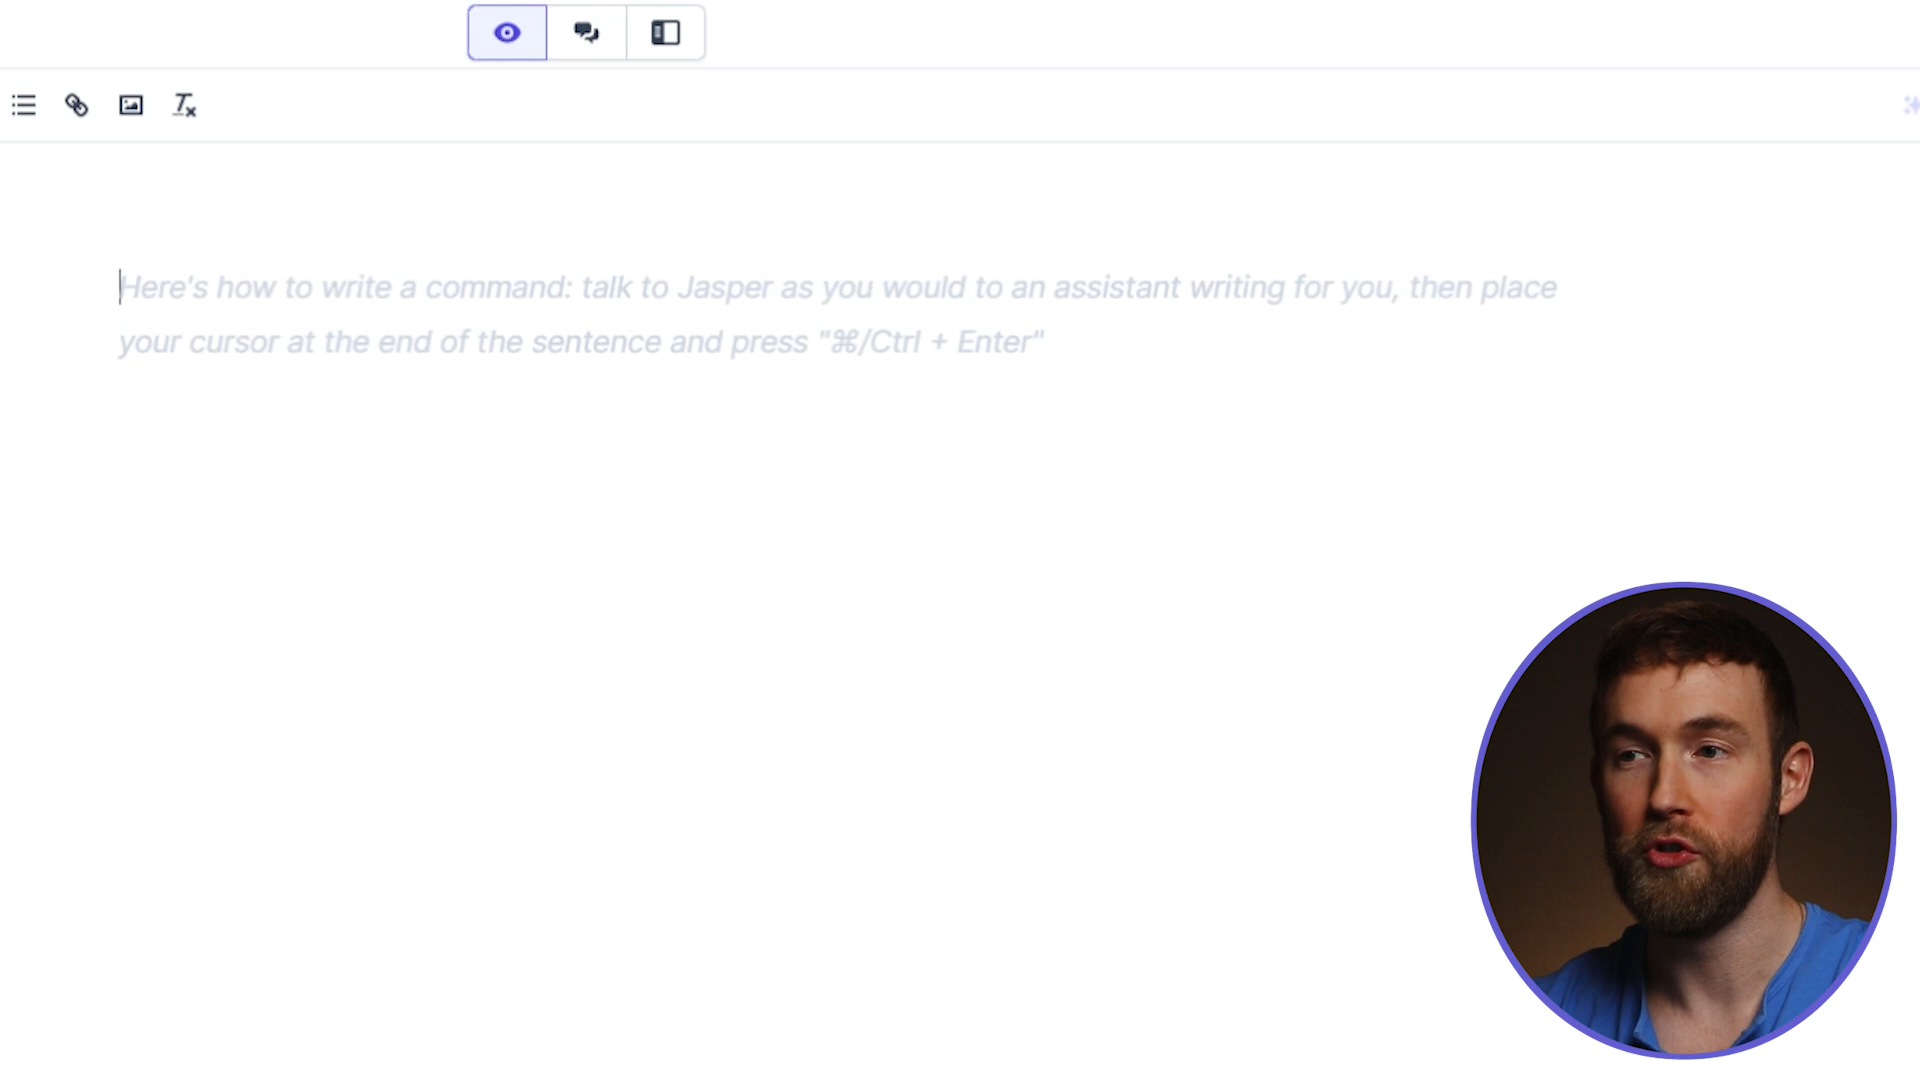 Here's how to write a command: talk to Jasper as you would to an assistant writing for you, then place
your cursor at the end of the sentence and press "⌘/Ctrl + Enter"